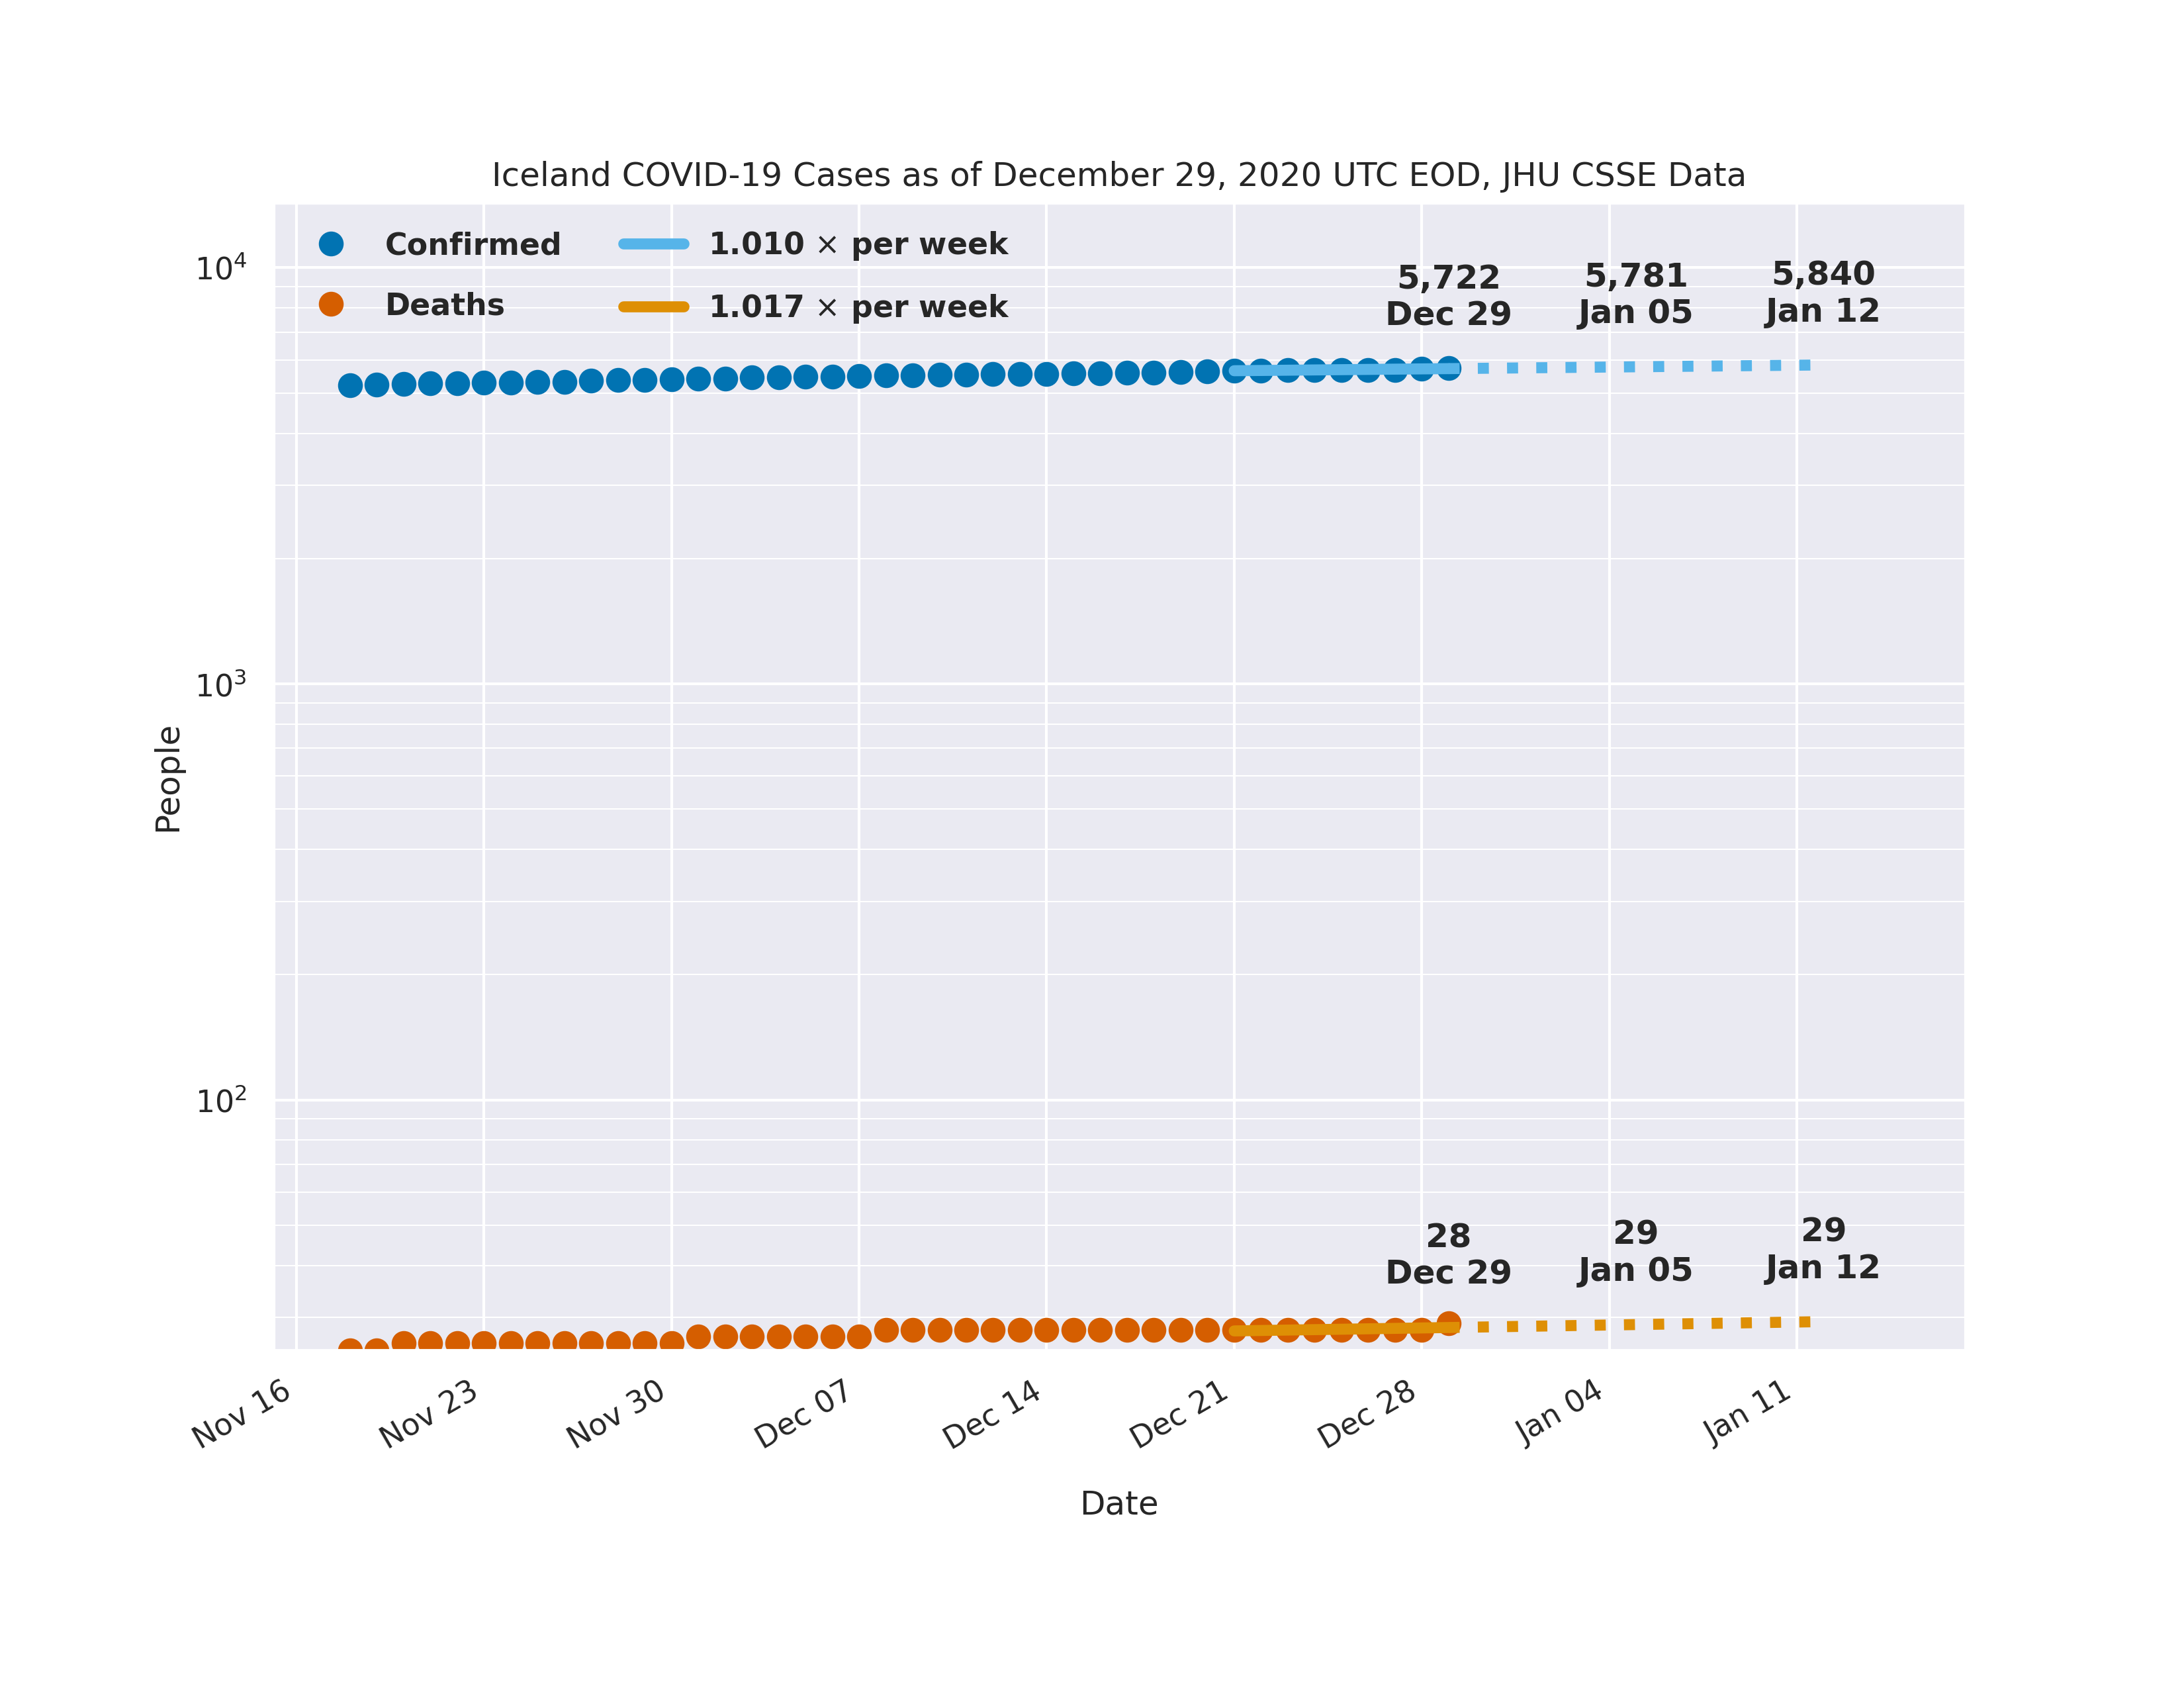 Iceland COVID-19 Cases as of December 29, 2020 UTC EOD, JHU CSSE Data
Confirmed
Deaths
1.010 × per week
1.017 × per week
5,722
Dec 29
5,781
Jan 05
5,840
Jan 12
10⁴
10³
10²
People
28
Dec 29
29
Jan 05
29
Jan 12
Nov 16
Nov 23
Nov 30
Dec 07
Dec 14
Dec 21
Dec 28
Jan 04
Jan 11
Date